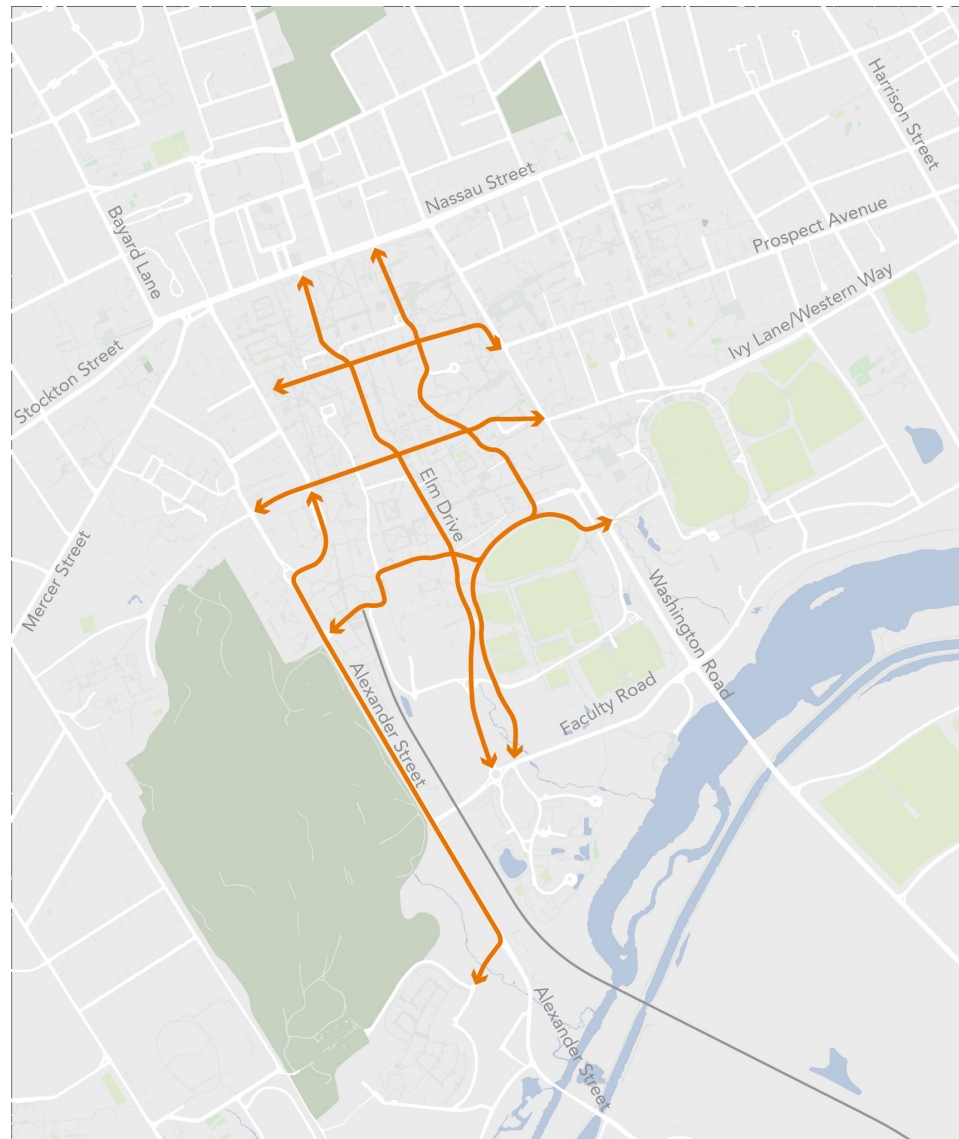 Harrison Street
Nassau Street
Prospect Avenue
Bayard Lane
Ivy Lane/Western Way
Stockton Street
Elm Drive
Mercer Street
Washington Road
Alexander Street
Faculty Road
Alexander Street